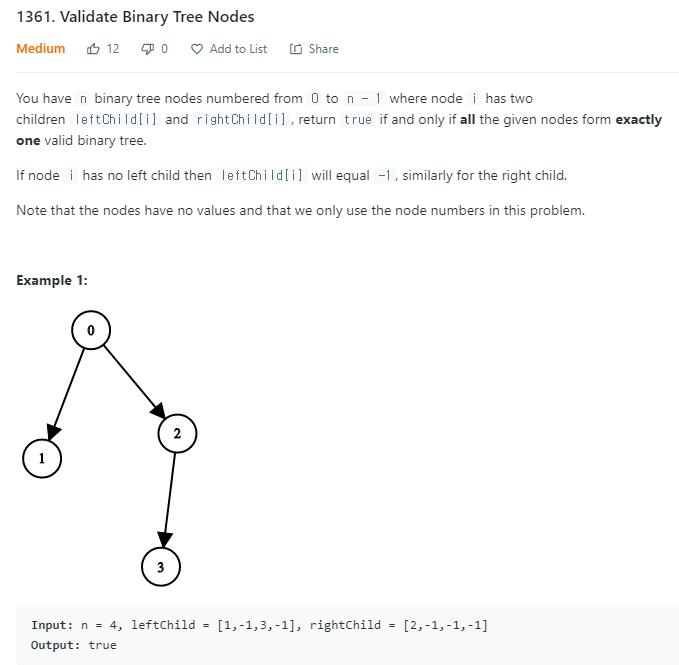 1361. Validate Binary Tree Nodes
Medium 12 0 Add to List Share
You have n binary tree nodes numbered from 0 to n - 1 where node i has two
children leftChild[i] and rightChild[i], return true if and only if all the given nodes form exactly
one valid binary tree.
If node i has no left child then leftChild[i] will equal -1, similarly for the right child.
Note that the nodes have no values and that we only use the node numbers in this problem.
Example 1:
0
2
1
3
Input: n = 4, leftChild = [1,-1,3,-1], rightChild = [2,-1,-1,-1]
Output: true